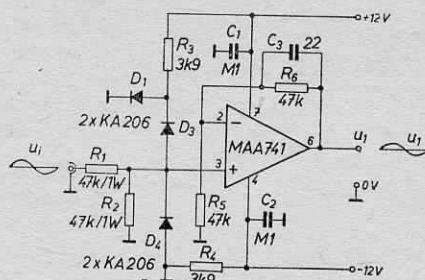 +12V
C1
M1
C3 22
R3
3k9
R6
47k
D1
2xKA206
D3
7
2
6
MAA741
3
4
ui
u1
u1
R1
47k/1W
R2
47k/1W
R5
47k
C2
M1
0V
D4
R4
2xKA206
-12V